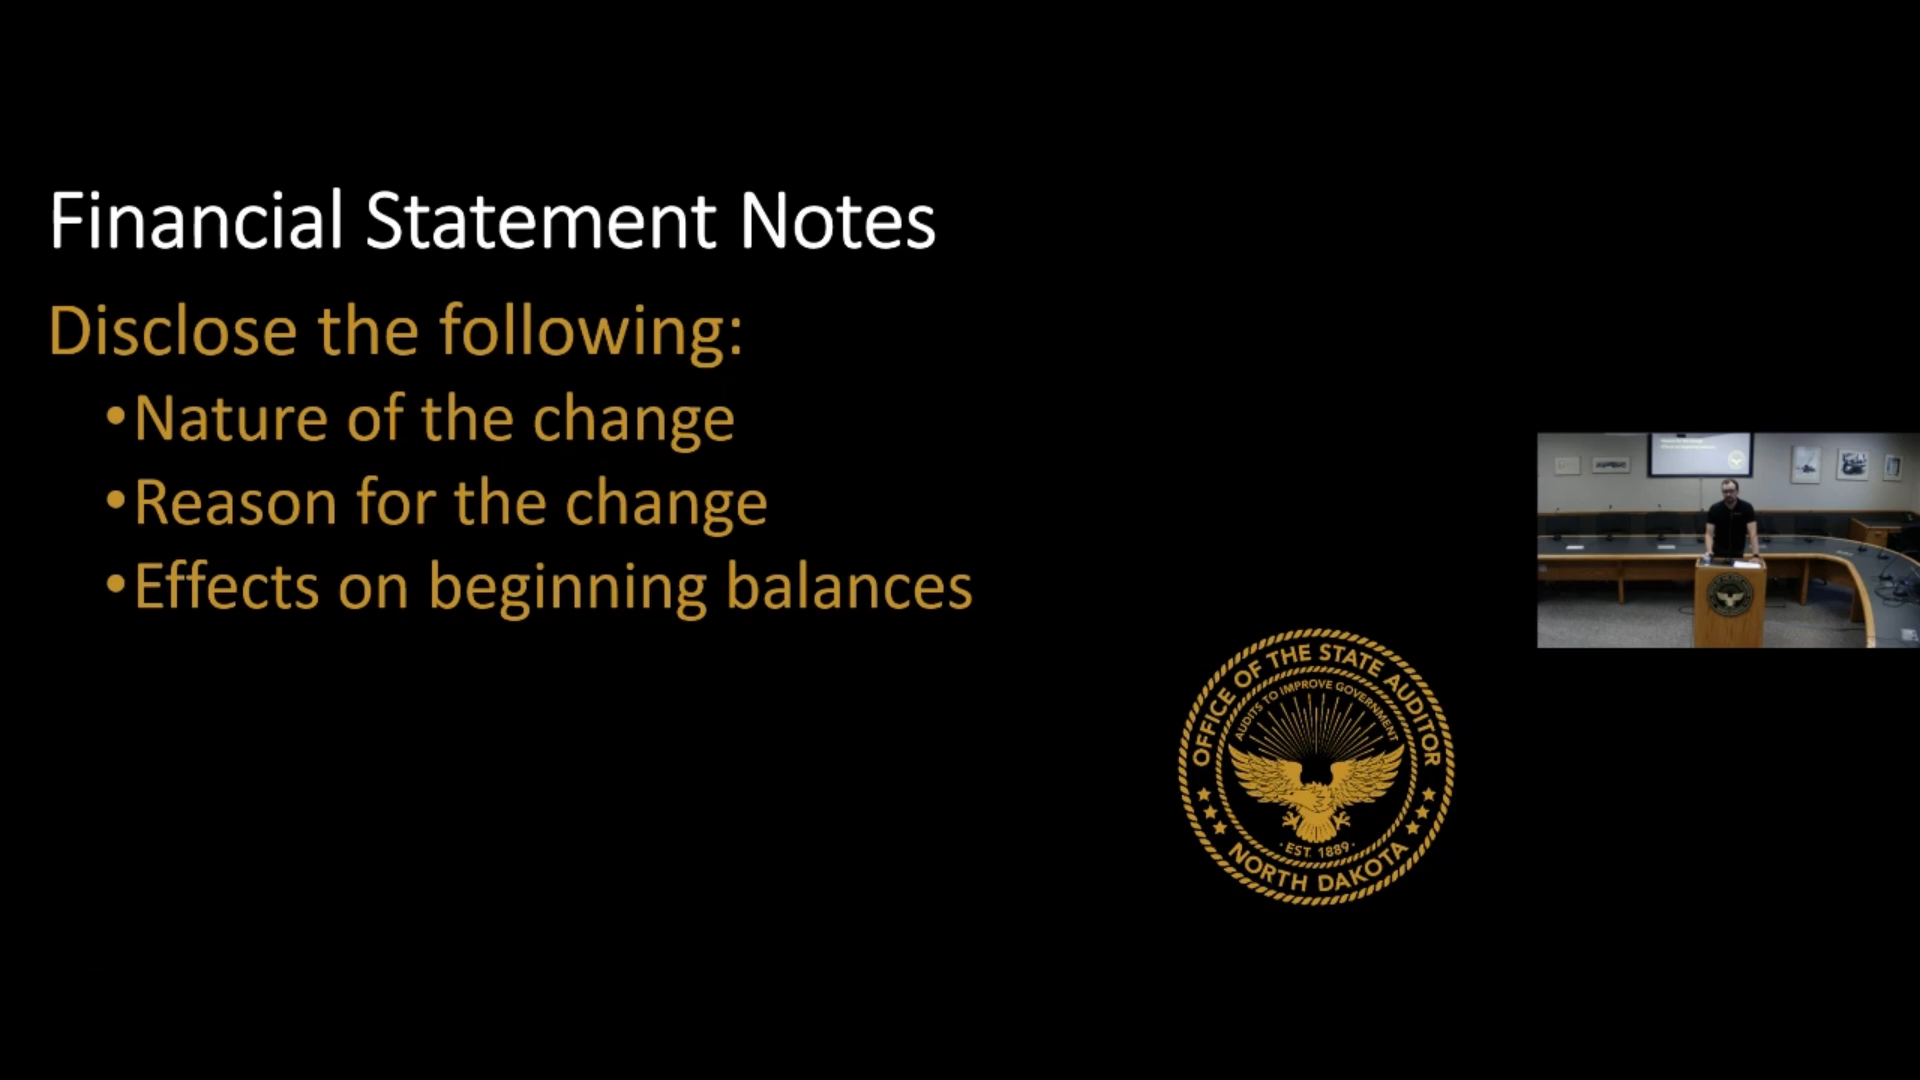 Financial Statement Notes
Disclose the following:
•Nature of the change
•Reason for the change
•Effects on beginning balances
OFFICE OF THE STATE AUDITOR
AUDITS TO IMPROVE GOVERNMENT
· EST. 1889 ·
NORTH DAKOTA